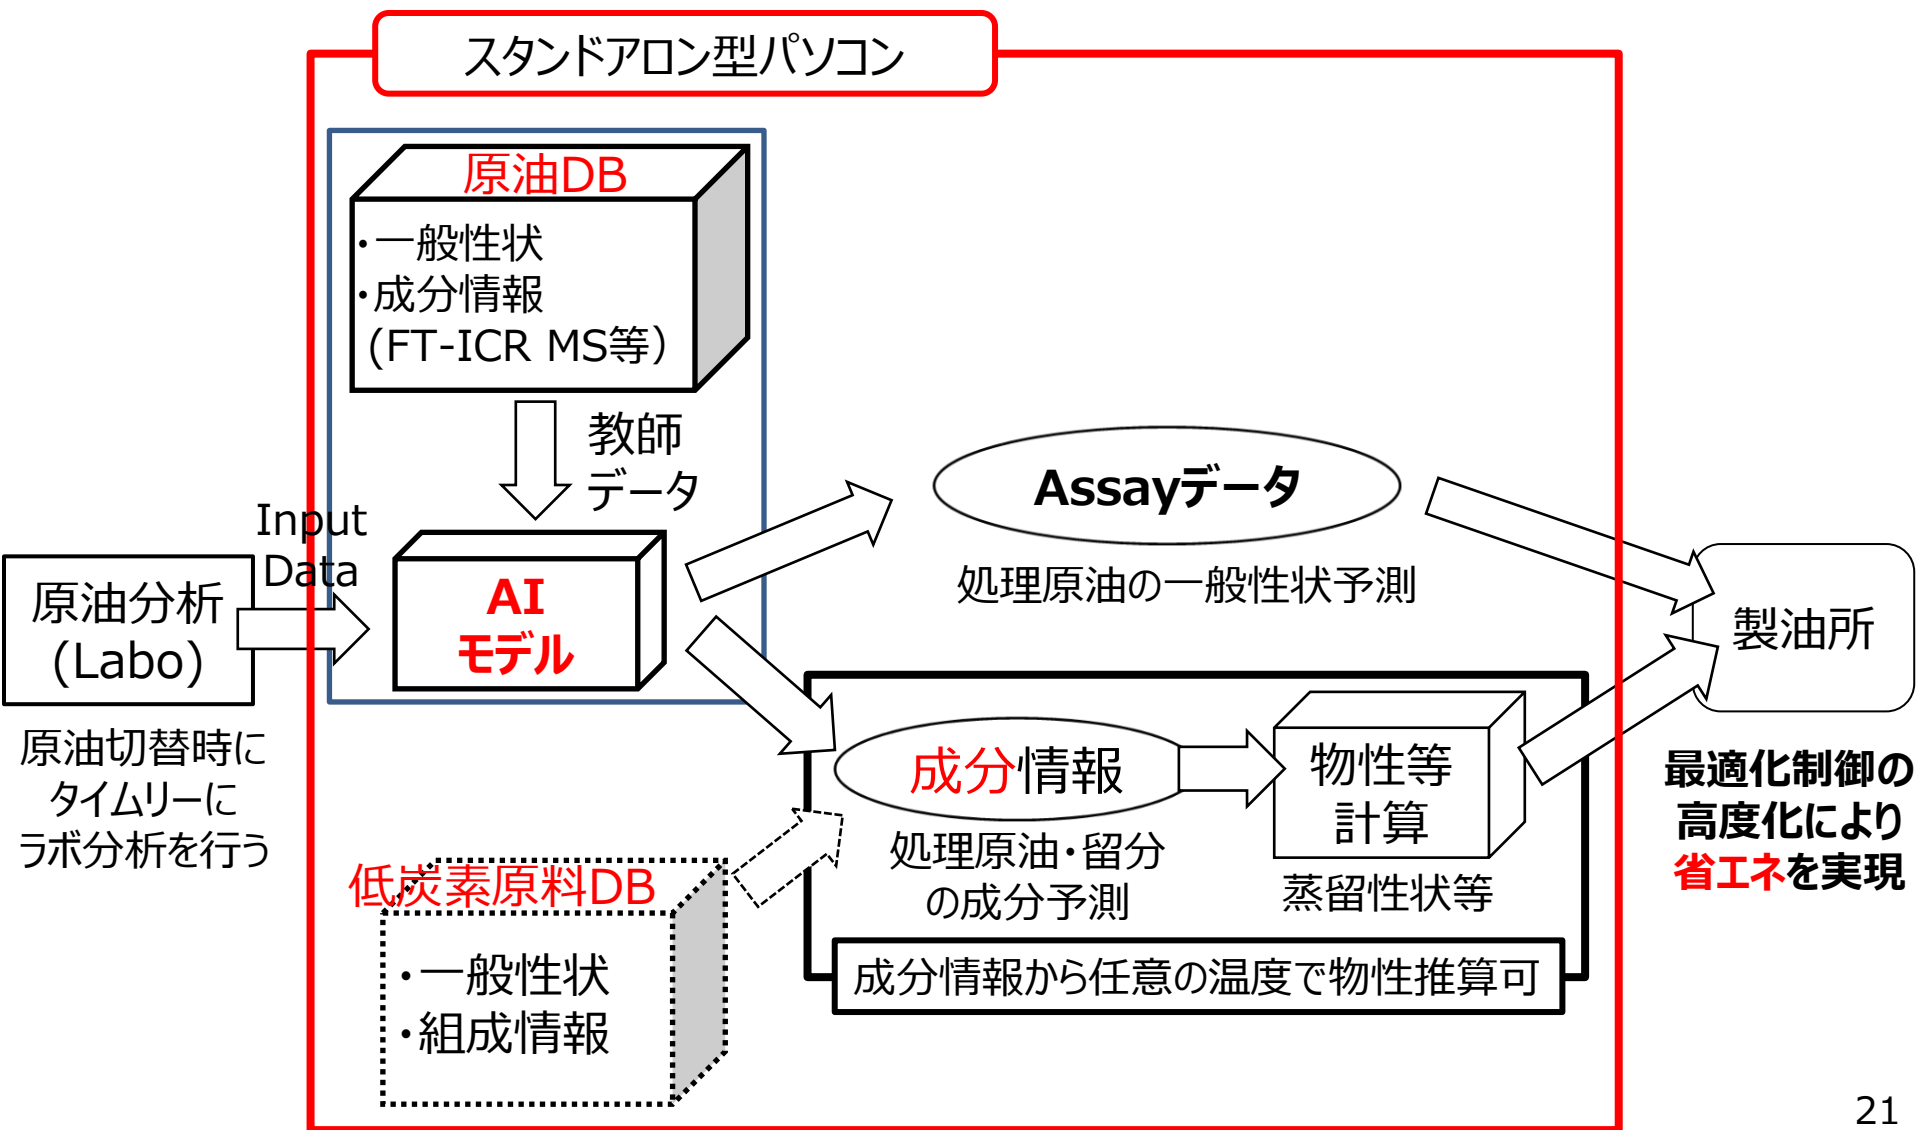 スタンドアロン型パソコン
原油DB
・一般性状
・成分情報
(FT-ICR MS等）
教師
データ
Input
Data
原油分析
(Labo)
原油切替時に
タイムリーに
ラボ分析を行う
AI
モデル
Assayデータ
処理原油の一般性状予測
成分情報
処理原油・留分
の成分予測
物性等
計算
蒸留性状等
成分情報から任意の温度で物性推算可
低炭素原料DB
・一般性状
・組成情報
製油所
最適化制御の
高度化により
省エネを実現
21